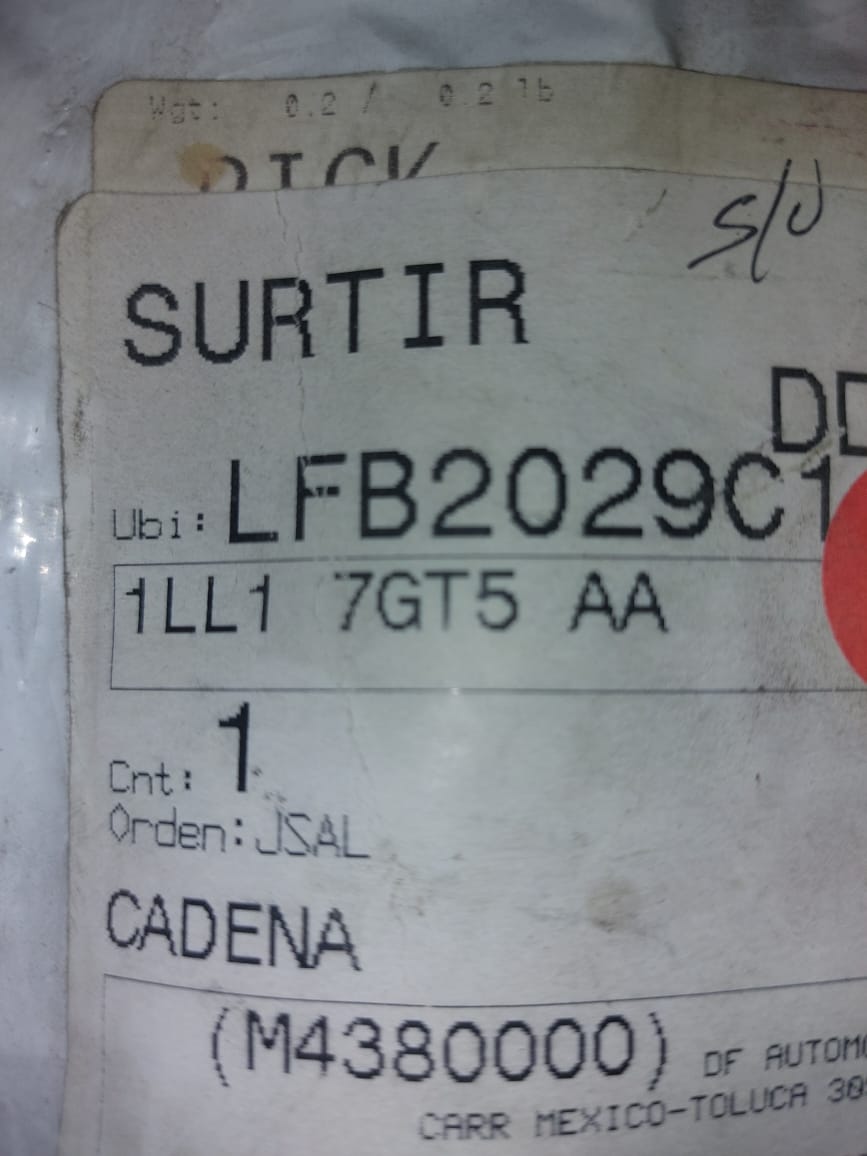 Wgt: 0.2 / 0.2 lb
PICK
S/U
SURTIR
DD
Ubi: LFB2029C1
1LL1 7GT5 AA
Cnt: 1
Orden: JSAL
CADENA
(M4380000) DF
CARR MEXICO-TOLUCA